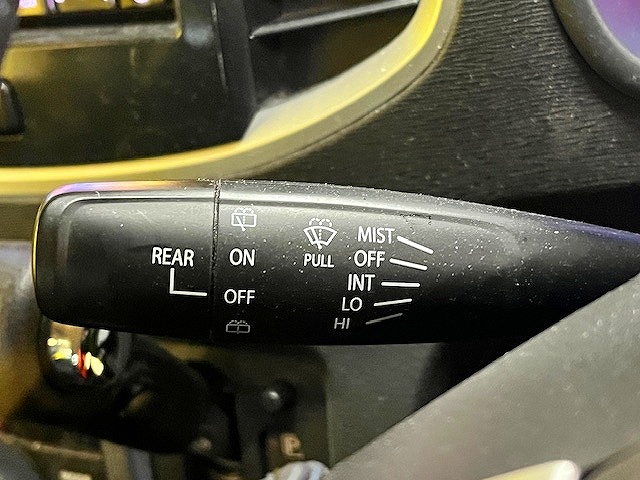 REAR
ON
OFF
PULL
MIST
OFF
INT
LO
HI
P